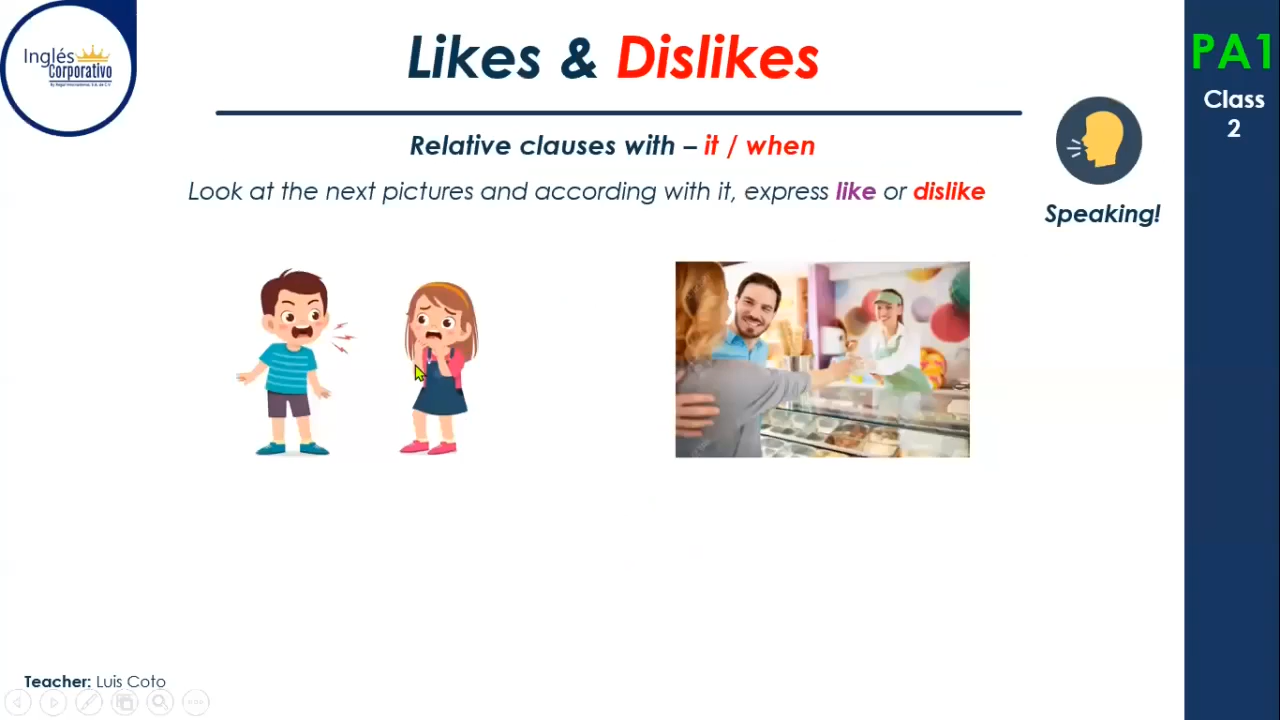 Inglés
Corporativo
Likes & Dislikes
PA1
Class
2
Relative clauses with – it / when
Look at the next pictures and according with it, express like or dislike
Speaking!
Teacher: Luis Coto